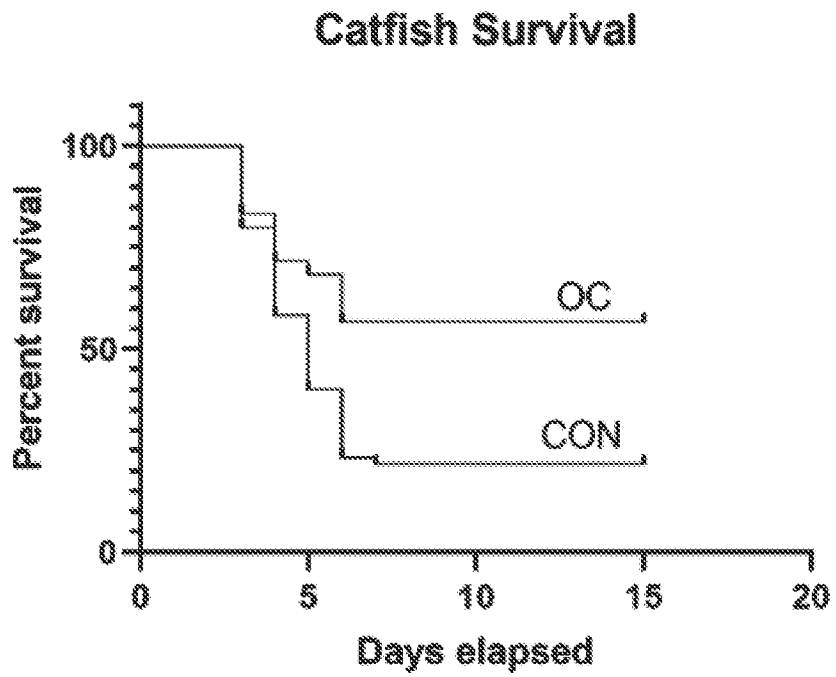 Catfish Survival
Percent survival
100
50
0
OC
CON
0 5 10 15 20
Days elapsed